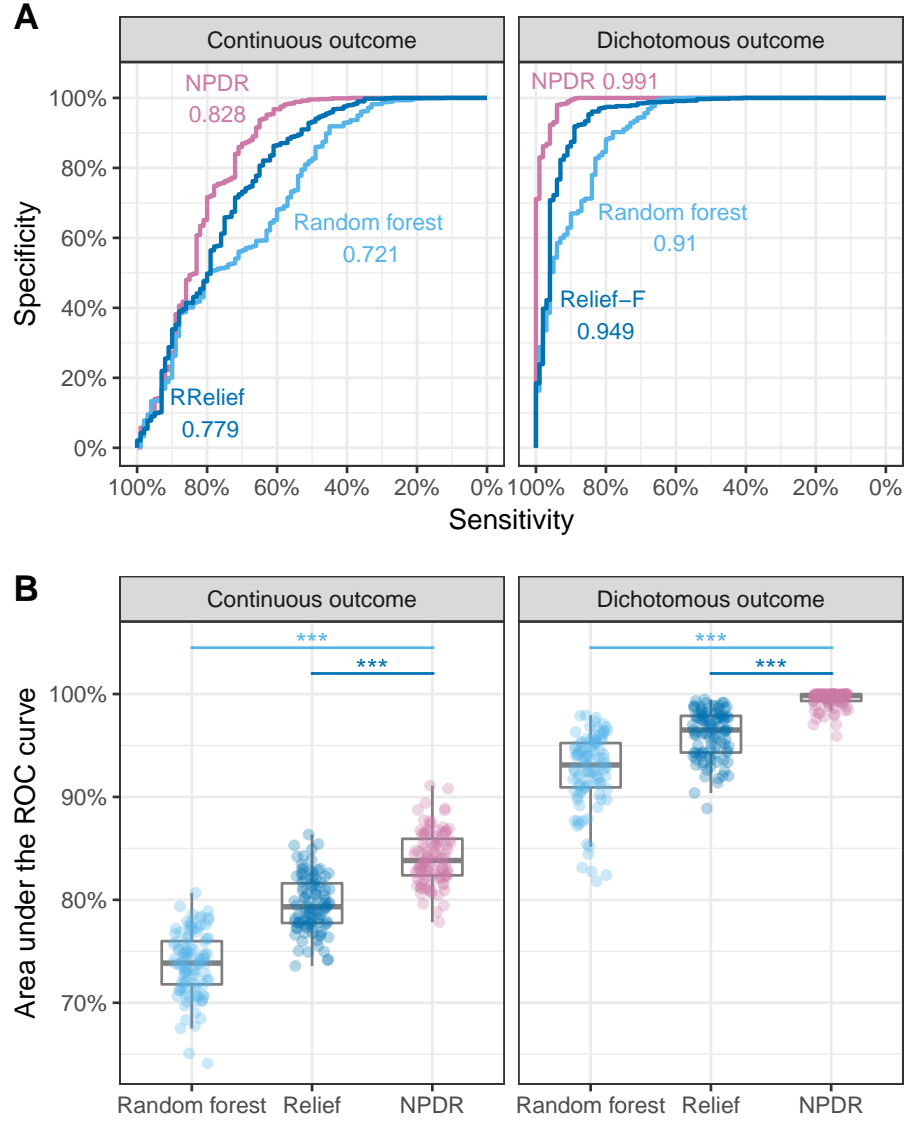 A
Continuous outcome
Dichotomous outcome
NPDR
0.828
NPDR 0.991
Random forest
0.721
RRelief
0.779
Random forest
0.91
Relief−F
0.949
100%
80%
60%
40%
20%
0%
Specificity
100% 80% 60% 40% 20% 0%
100% 80% 60% 40% 20% 0%
Sensitivity
B
Continuous outcome
Dichotomous outcome
***
***
***
***
100%
90%
80%
70%
Area under the ROC curve
Random forest Relief NPDR
Random forest Relief NPDR